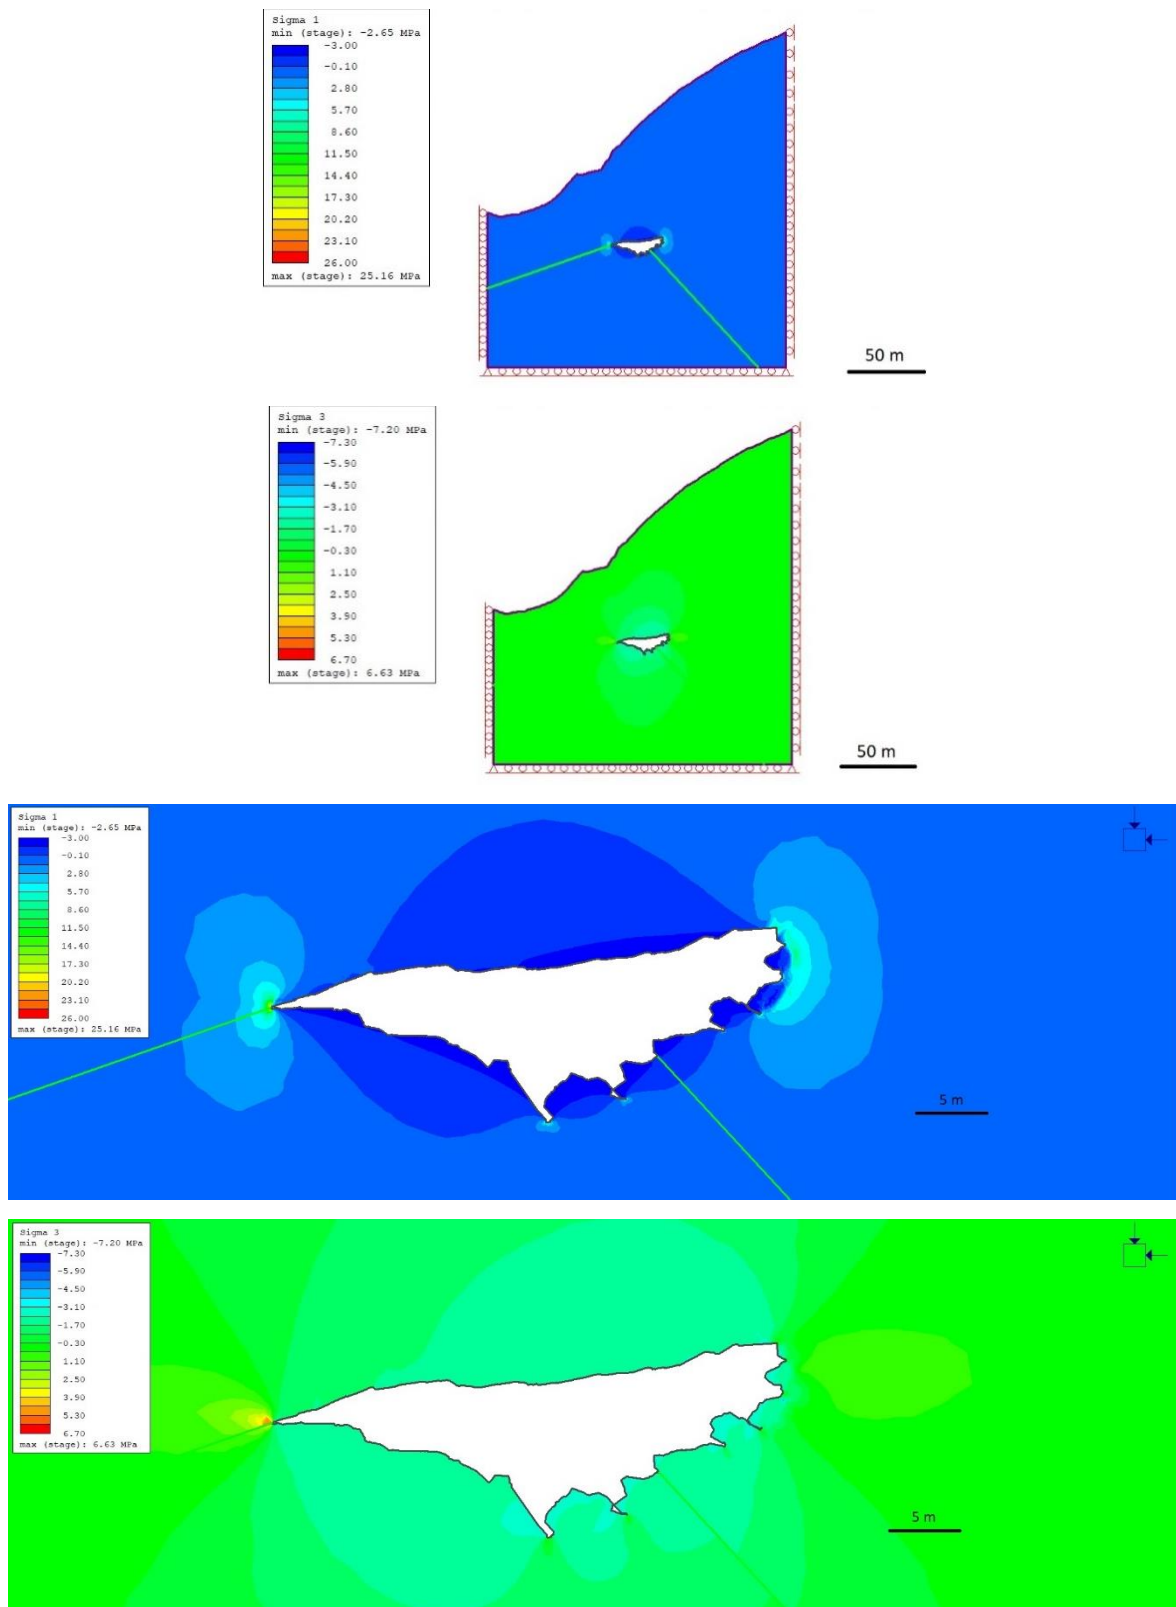 Sigma 1
min (stage): -2.65 MPa
-3.00
-0.10
2.80
5.70
8.60
11.50
14.40
17.30
20.20
23.10
26.00
max (stage): 25.16 MPa
50 m
Sigma 3
min (stage): -7.20 MPa
-7.30
-5.90
-4.50
-3.10
-1.70
-0.30
1.10
2.50
3.90
5.30
6.70
max (stage): 6.63 MPa
50 m
Sigma 1
min (stage): -2.65 MPa
-3.00
-0.10
2.80
5.70
8.60
11.50
14.40
17.30
20.20
23.10
26.00
max (stage): 25.16 MPa
5 m
Sigma 3
min (stage): -7.20 MPa
-7.30
-5.90
-4.50
-3.10
-1.70
-0.30
1.10
2.50
3.90
5.30
6.70
max (stage): 6.63 MPa
5 m